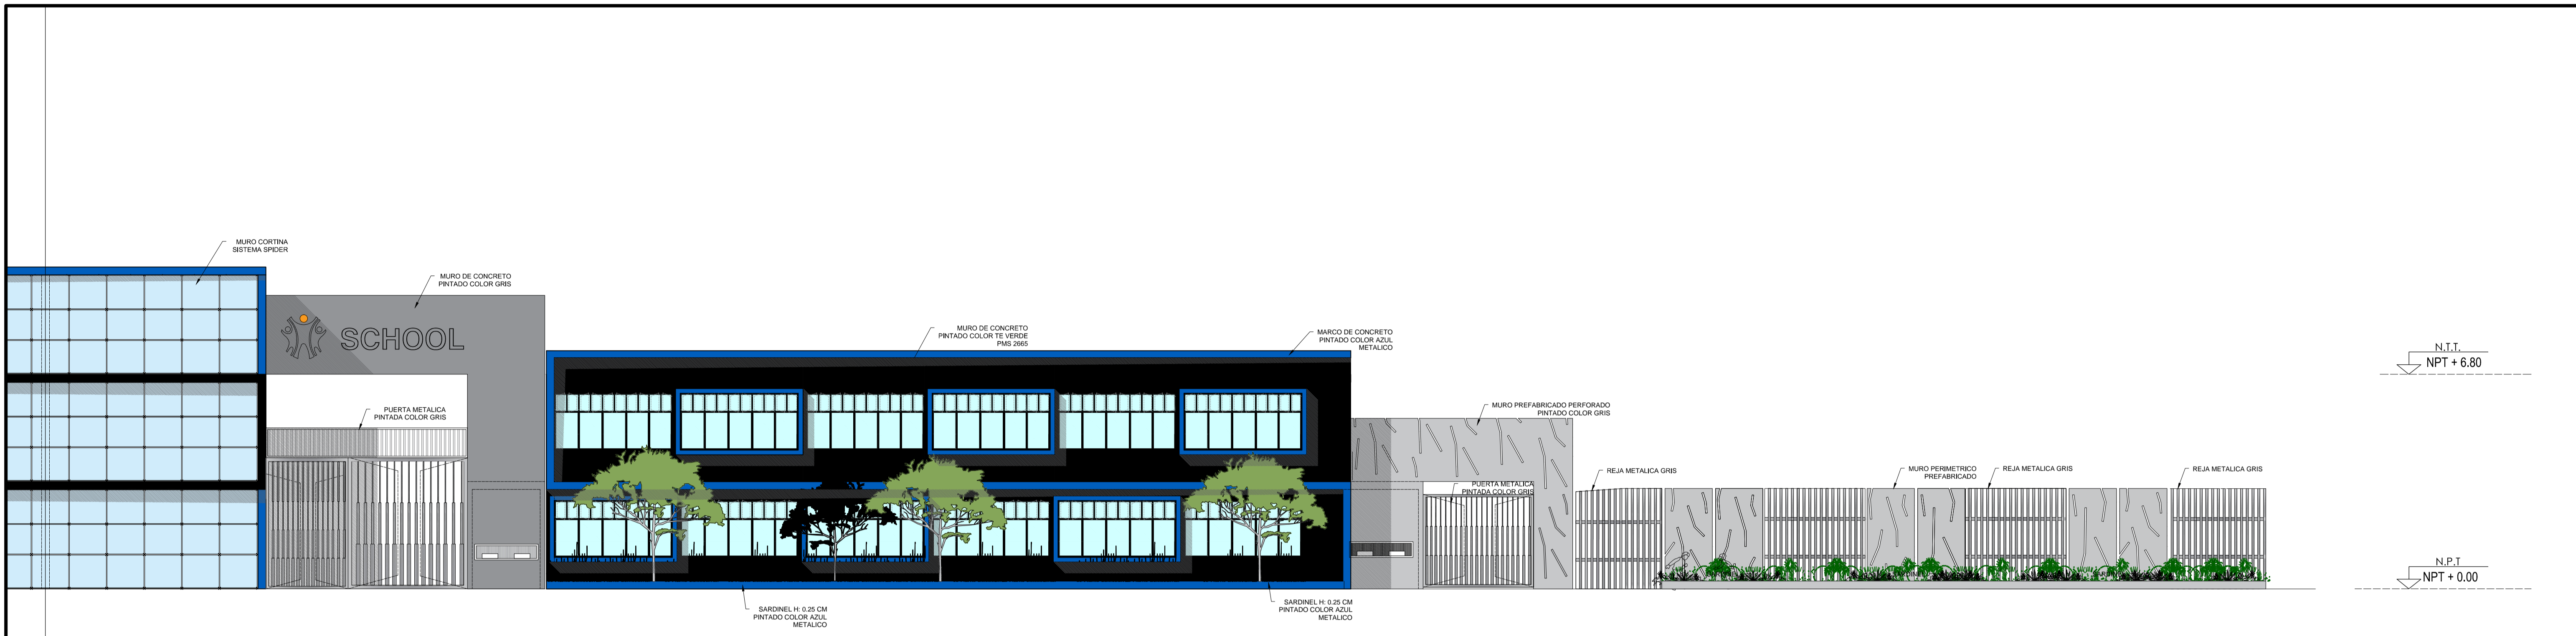 MURO CORTINA
SISTEMA SPIDER
MURO DE CONCRETO
PINTADO COLOR GRIS
SCHOOL
MURO DE CONCRETO
PINTADO COLOR TE VERDE
PMS 2665
MARCO DE CONCRETO
PINTADO COLOR AZUL
METALICO
N.T.T.
NPT + 6.80
PUERTA METALICA
PINTADA COLOR GRIS
MURO PREFABRICADO PERFORADO
PINTADO COLOR GRIS
REJA METALICA GRIS
MURO PERIMETRICO
PREFABRICADO
REJA METALICA GRIS
REJA METALICA GRIS
PUERTA METALICA
PINTADA COLOR GRIS
N.P.T
NPT + 0.00
SARDINEL H: 0.25 CM
PINTADO COLOR AZUL
METALICO
SARDINEL H: 0.25 CM
PINTADO COLOR AZUL
METALICO